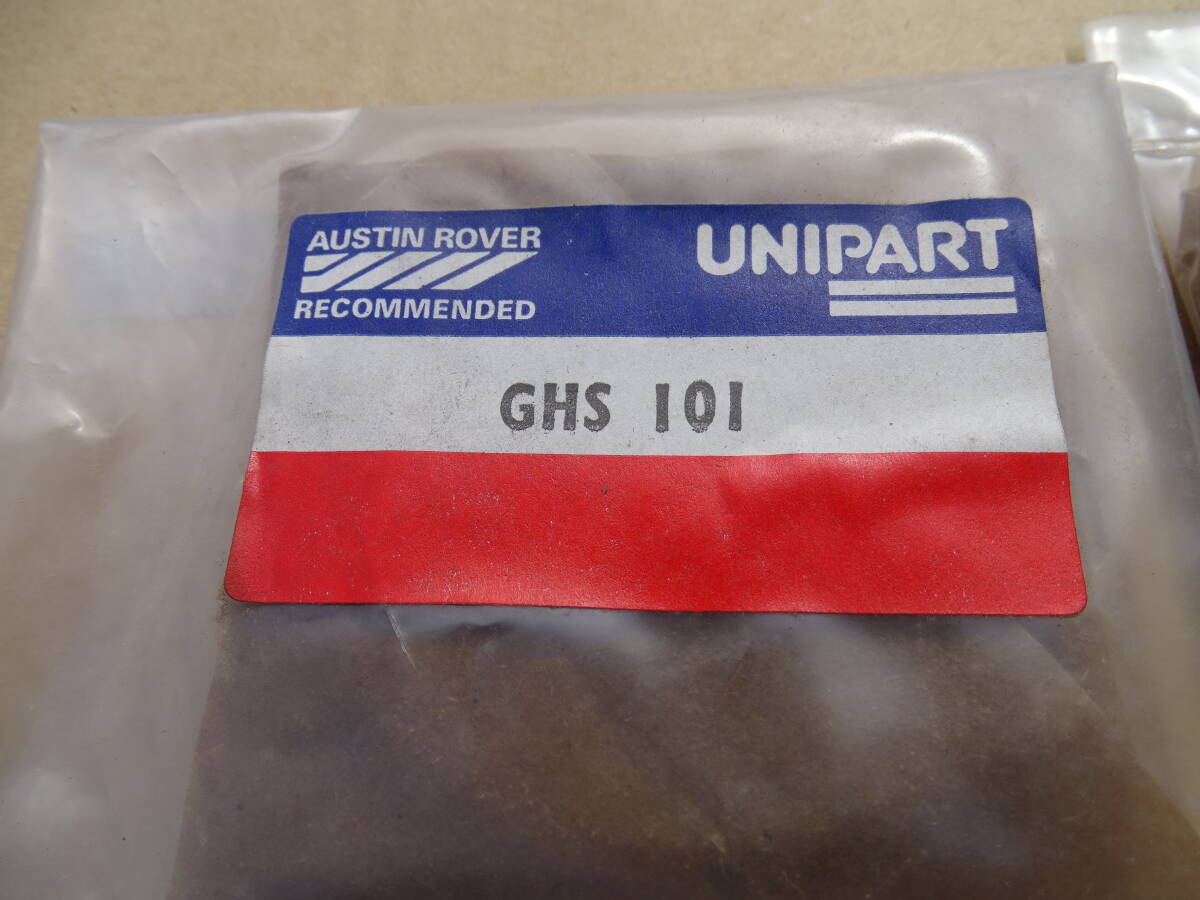 AUSTIN ROVER
RECOMMENDED
UNIPART
GHS 101